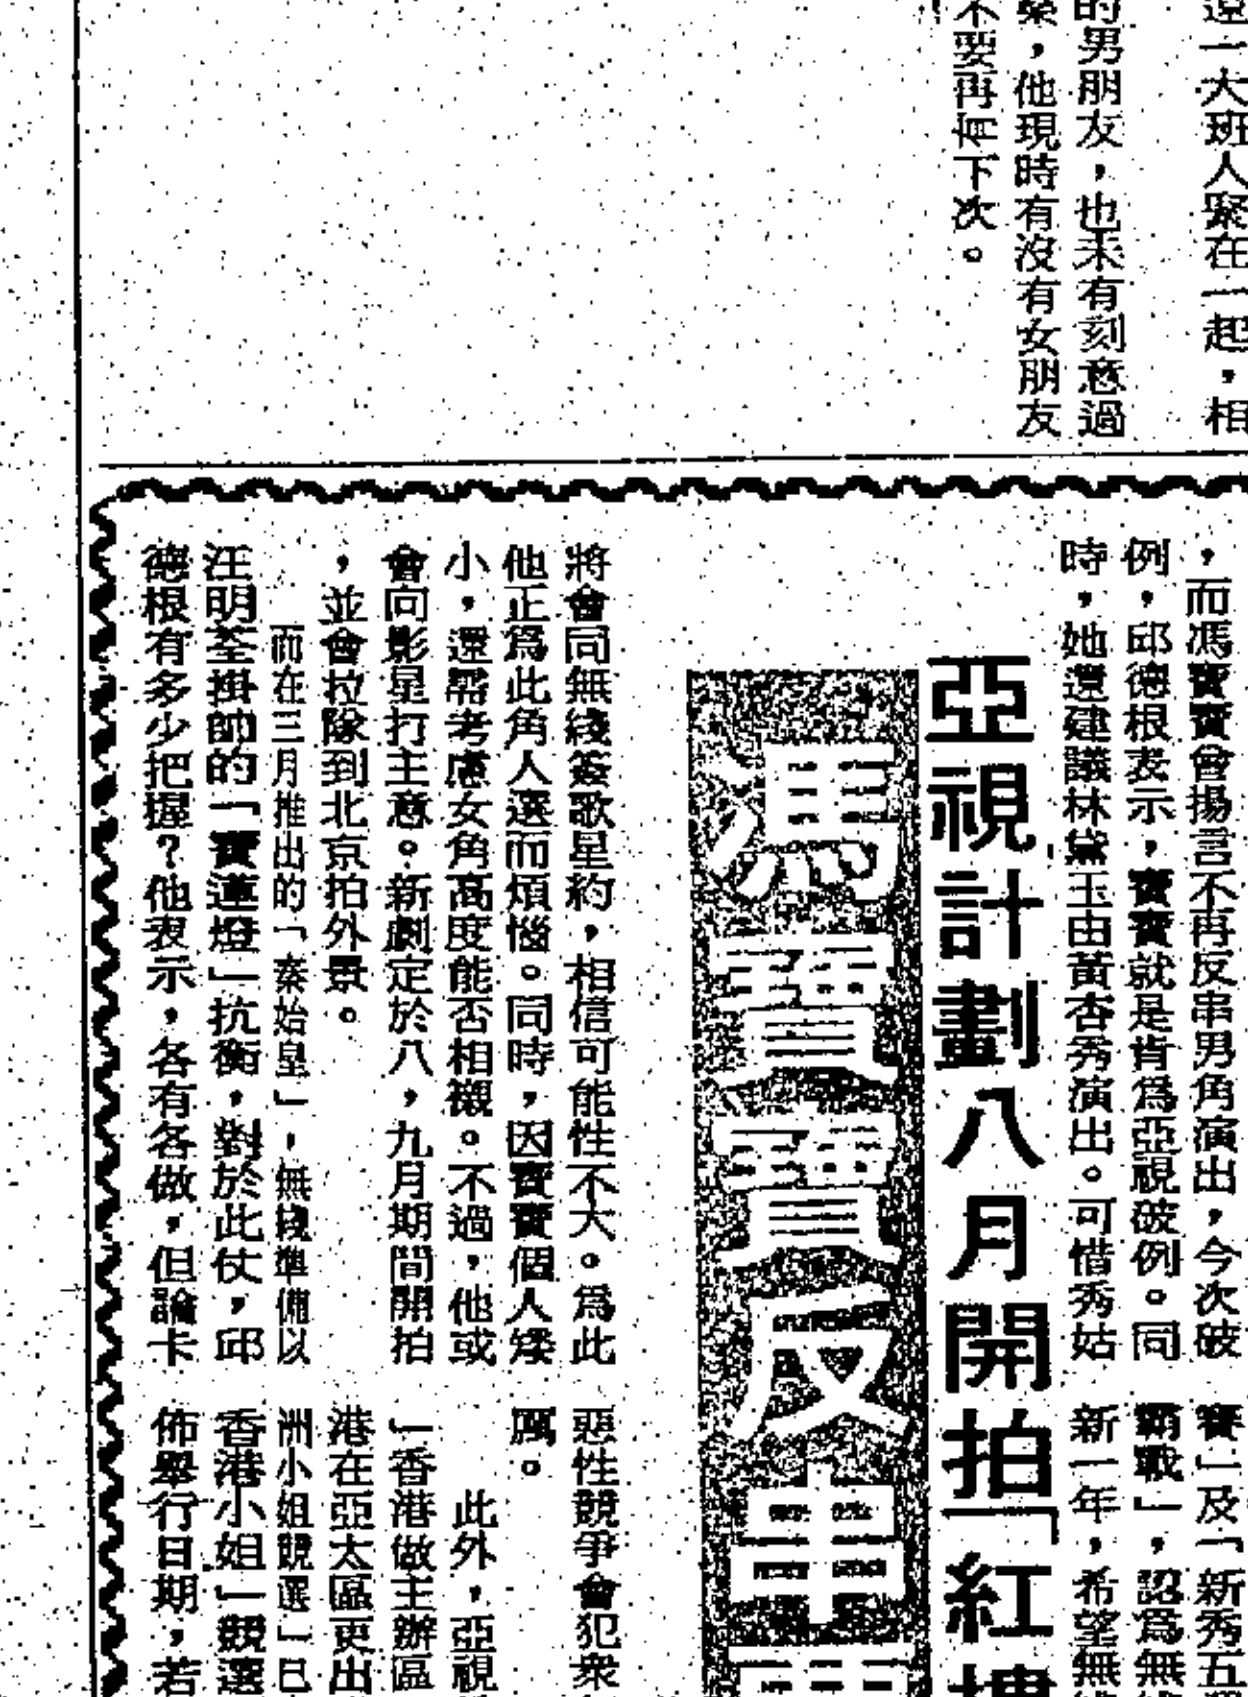 還一大班人聚在一起，相
的男朋友，也未有刻意過
，他現時有沒有女朋友
不要再有下次。
亞視計劃八月開拍「紅樓
馮寶寶反串
，而馮寶寶曾揚言不再反串男角演出，今次破
例，邱德根表示，寶寶就是肯為亞視破例。同
時，她還建議林黛玉由黃杏秀演出。可惜秀姑
將會同無綫簽歌星約，相信可能性不大。為此
他正為此角人選而煩惱。同時，因寶寶個人矮
小，還需考慮女角高度能否相襯。不過，他或
會向影星打主意。新劇定於八，九月期間開拍
，並會拉隊到北京拍外景。
而在三月推出的「秦始皇」，無綫準備以
汪明荃掛帥的「寶蓮燈」抗衡，對於此仗，邱
德根有多少把握？他表示，各有各做，但論卡
賽」及「新秀五
霸戰」，認為無
新一年，希望無
惡性競爭會犯衆
厲。
此外，亞視
「香港做主辦區
港在亞太區更出
洲小姐競選」已
香港小姐」競選
佈舉行日期，若